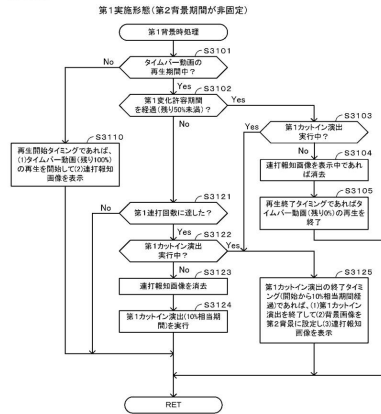 第1実施形態(第2背景期間が非固定)
第1背景時処理
S3101
タイムバー動画の
再生期間中?
No
Yes
S3102
第1変化許容期間
を経過(残り50%未満)?
Yes
No
S3103
第1カットイン演出
実行中?
Yes
No
S3104
連打報知画像を表示中であ
れば消去
S3105
再生終了タイミングであればタ
イムバー動画(残り0%)の再生を
終了
S3110
再生開始タイミングであれば、
(1)タイムバー動画(残り100%)
の再生を開始して(2)連打報知
画像を表示
S3121
第1連打回数に達した?
No
Yes
S3122
第1カットイン演出
実行中?
Yes
No
S3123
連打報知画像を消去
S3124
第1カットイン演出(10%相当期
間)を実行
S3125
第1カットイン演出の終了タイミ
ング(開始から10%相当期間経
過)であれば、(1)第1カットイン
演出を終了して(2)背景画像を
第2背景に設定し(3)連打報知
画像を表示
RET